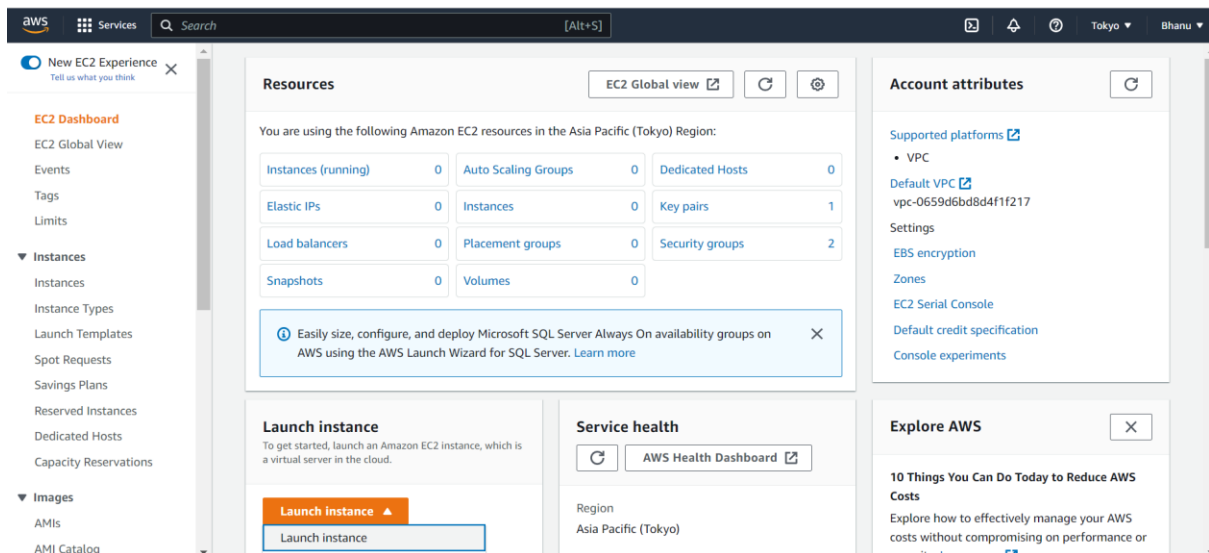 aws
Services
Search
[Alt+S]
Tokyo ▼
Bhanu ▼
New EC2 Experience
Tell us what you think
EC2 Dashboard
EC2 Global View
Events
Tags
Limits
▼ Instances
Instances
Instance Types
Launch Templates
Spot Requests
Savings Plans
Reserved Instances
Dedicated Hosts
Capacity Reservations
▼ Images
AMIs
AMI Catalog
Resources
EC2 Global view
You are using the following Amazon EC2 resources in the Asia Pacific (Tokyo) Region:
Instances (running) 0
Auto Scaling Groups 0
Dedicated Hosts 0
Elastic IPs 0
Instances 0
Key pairs 1
Load balancers 0
Placement groups 0
Security groups 2
Snapshots 0
Volumes 0
Easily size, configure, and deploy Microsoft SQL Server Always On availability groups on
AWS using the AWS Launch Wizard for SQL Server. Learn more
Launch instance
To get started, launch an Amazon EC2 instance, which is
a virtual server in the cloud.
Launch instance ▲
Launch instance
Service health
AWS Health Dashboard
Region
Asia Pacific (Tokyo)
Account attributes
Supported platforms
• VPC
Default VPC
vpc-0659d6bd8d4f1f217
Settings
EBS encryption
Zones
EC2 Serial Console
Default credit specification
Console experiments
Explore AWS
10 Things You Can Do Today to Reduce AWS
Costs
Explore how to effectively manage your AWS
costs without compromising on performance or